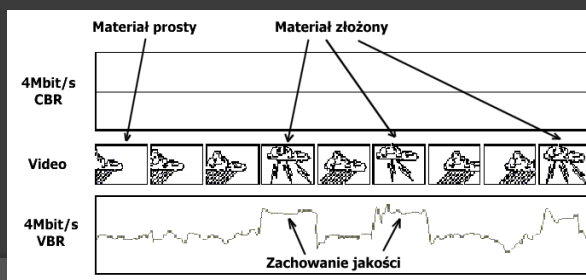 Materiał prosty
Materiał złożony
4Mbit/s
CBR
Video
4Mbit/s
VBR
Zachowanie jakości